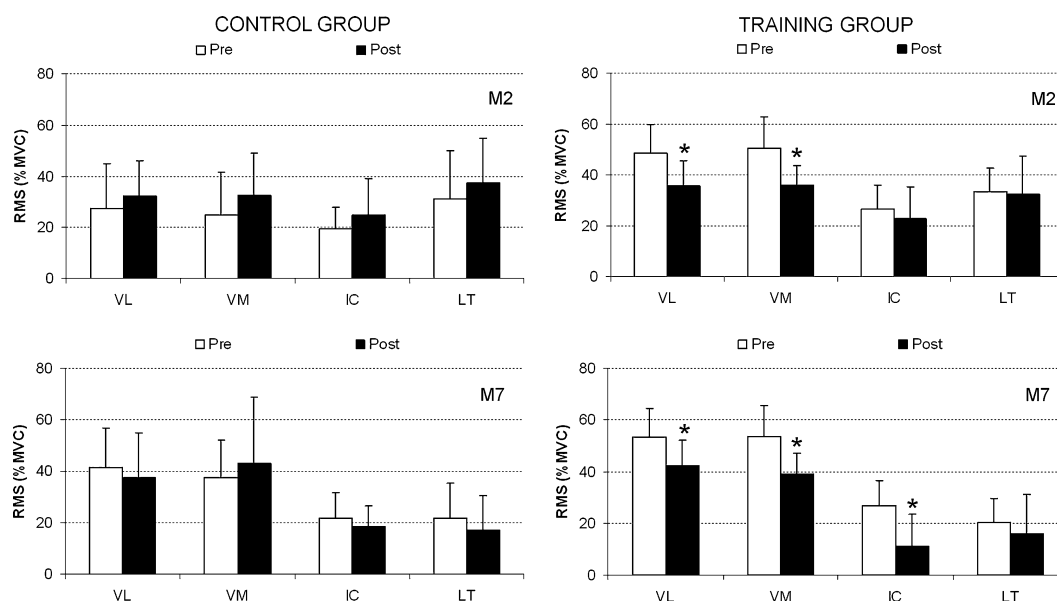 CONTROL GROUP
Pre Post
80
60
40
20
0
RMS (% MVC)
M2
VL VM IC LT
TRAINING GROUP
Pre Post
80
60
40
20
0
RMS (% MVC)
M2
* *
VL VM IC LT
Pre Post
80
60
40
20
0
RMS (% MVC)
M7
VL VM IC LT
Pre Post
80
60
40
20
0
RMS (% MVC)
M7
* * *
VL VM IC LT